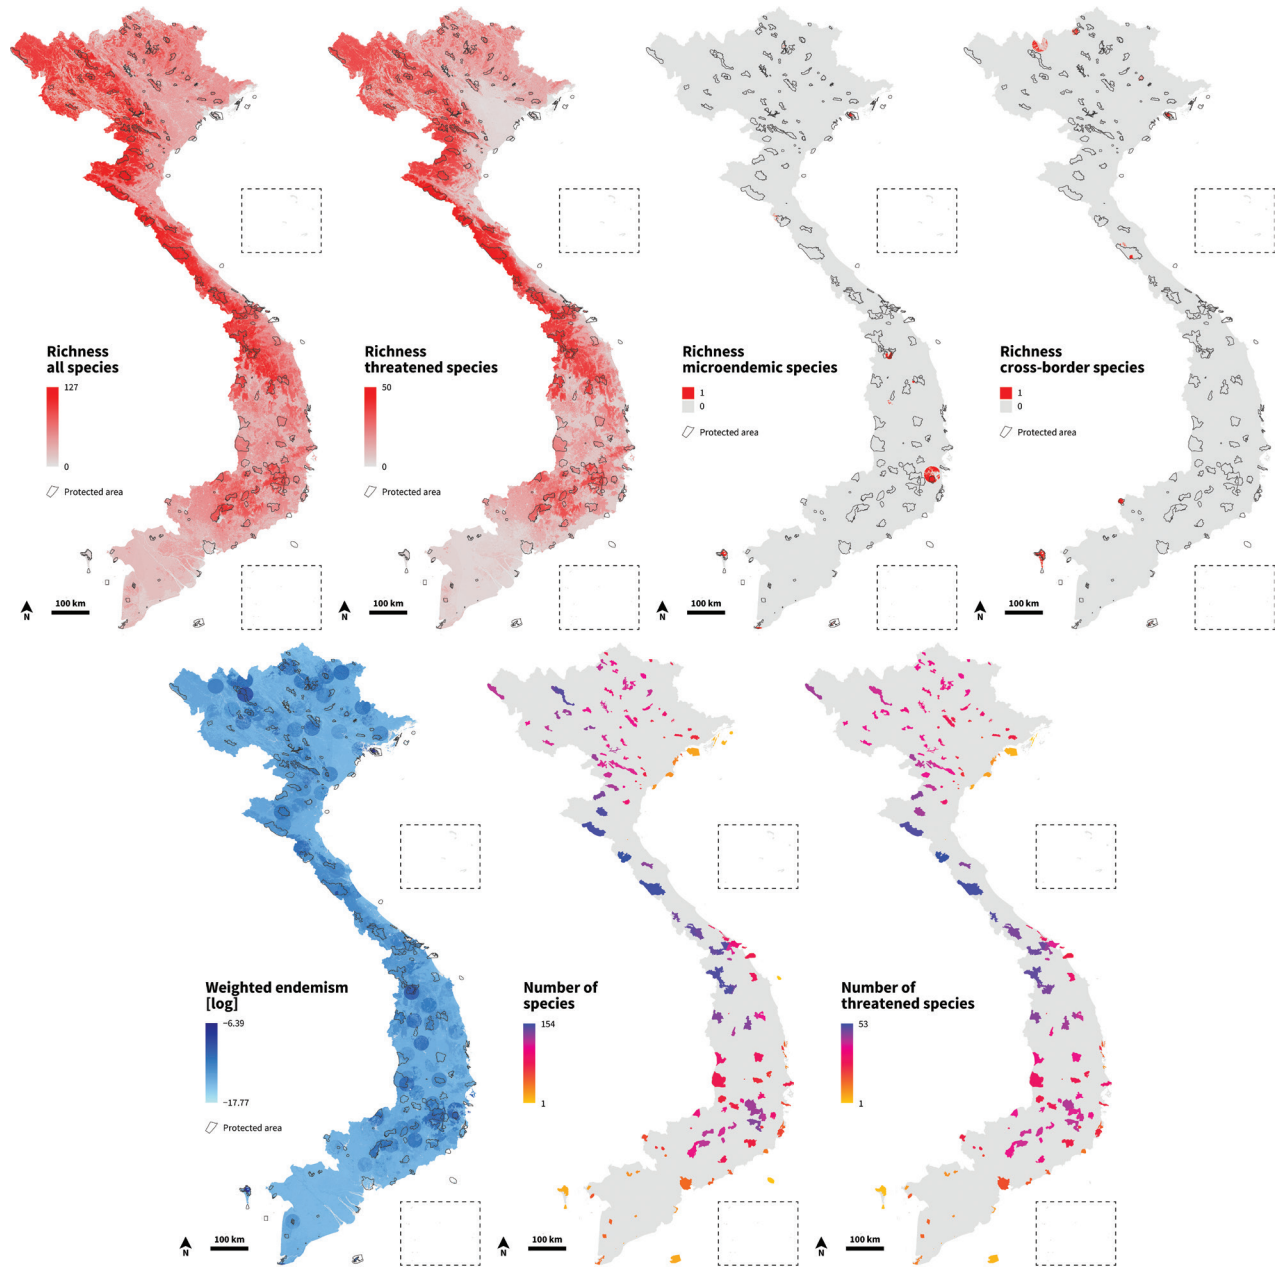 Richness
all species
127
0
Protected area
N
100 km
Richness
threatened species
50
0
Protected area
N
100 km
Richness
microendemic species
1
0
Protected area
N
100 km
Richness
cross-border species
1
0
Protected area
N
100 km
Weighted endemism
[log]
−6.39
−17.77
Protected area
N
100 km
Number of
species
154
1
N
100 km
Number of
threatened species
53
1
N
100 km